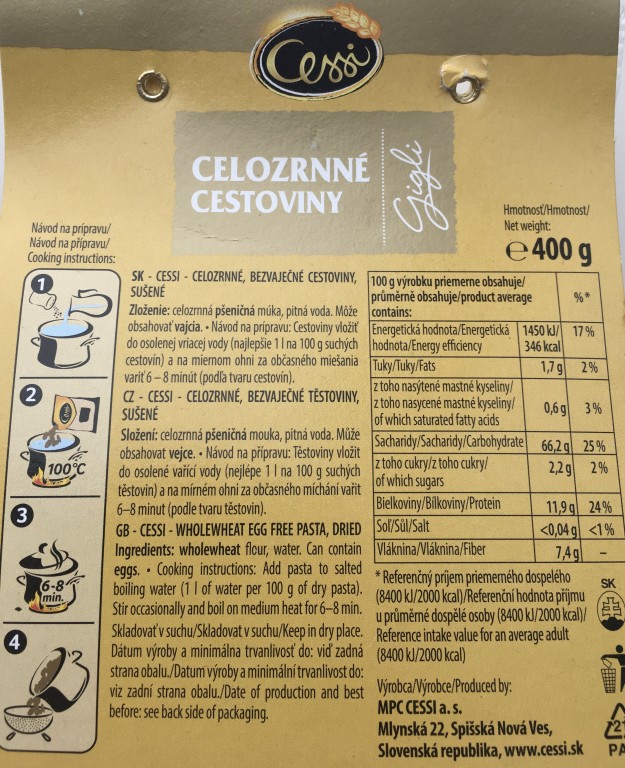 Cessi
CELOZRNNÉ
CESTOVINY
Gigli
Hmotnosť/Hmotnost/
Net weight:
e 400 g
Návod na prípravu/
Návod na přípravu/
Cooking instructions:
1
2
Cessi
100°C
3
6-8
min.
4
SK - CESSI - CELOZRNNÉ, BEZVAJEČNÉ CESTOVINY,
SUŠENÉ
Zloženie: celozrnná pšeničná múka, pitná voda. Môže
obsahovať vajcia. • Návod na prípravu: Cestoviny vložiť
do osolenej vriacej vody (najlepšie 1 l na 100 g suchých
cestovín) a na miernom ohni za občasného miešania
variť 6 – 8 minút (podľa tvaru cestovín).
CZ - CESSI - CELOZRNNÉ, BEZVAJEČNÉ TĚSTOVINY,
SUŠENÉ
Složení: celozrnná pšeničná mouka, pitná voda. Může
obsahovat vejce. • Návod na přípravu: Těstoviny vložit
do osolené vařící vody (nejlépe 1 l na 100 g suchých
těstovin) a na mírném ohni za občasného míchání vařit
6–8 minut (podle tvaru těstovin).
GB - CESSI - WHOLEWHEAT EGG FREE PASTA, DRIED
Ingredients: wholewheat flour, water. Can contain
eggs. • Cooking instructions: Add pasta to salted
boiling water (1 l of water per 100 g of dry pasta).
Stir occasionally and boil on medium heat for 6–8 min.
Skladovať v suchu/Skladovat v suchu/Keep in dry place.
Dátum výroby a minimálna trvanlivosť do: viď zadná
strana obalu./Datum výroby a minimální trvanlivost do:
viz zadní strana obalu./Date of production and best
before: see back side of packaging.
100 g výrobku priemerne obsahuje/
průměrně obsahuje/product average
contains: %*
Energetická hodnota/Energetická 1450 kJ/ 17 %
hodnota/Energy efficiency 346 kcal
Tuky/Tuky/Fats 1,7 g 2 %
z toho nasýtené mastné kyseliny/
z toho nasycené mastné kyseliny/ 0,6 g 3 %
of which saturated fatty acids
Sacharidy/Sacharidy/Carbohydrate 66,2 g 25 %
z toho cukry/z toho cukry/ 2,2 g 2 %
of which sugars
Bielkoviny/Bílkoviny/Protein 11,9 g 24 %
Soľ/Sůl/Salt <0,04 g <1 %
Vláknina/Vláknina/Fiber 7,4 g –
* Referenčný príjem priemerného dospelého
(8400 kJ/2000 kcal)/Referenční hodnota příjmu
u průměrné dospělé osoby (8400 kJ/2000 kcal)/
Reference intake value for an average adult
(8400 kJ/2000 kcal)
SK
Výrobca/Výrobce/Produced by:
MPC CESSI a. s.
Mlynská 22, Spišská Nová Ves,
Slovenská republika, www.cessi.sk
21
PA